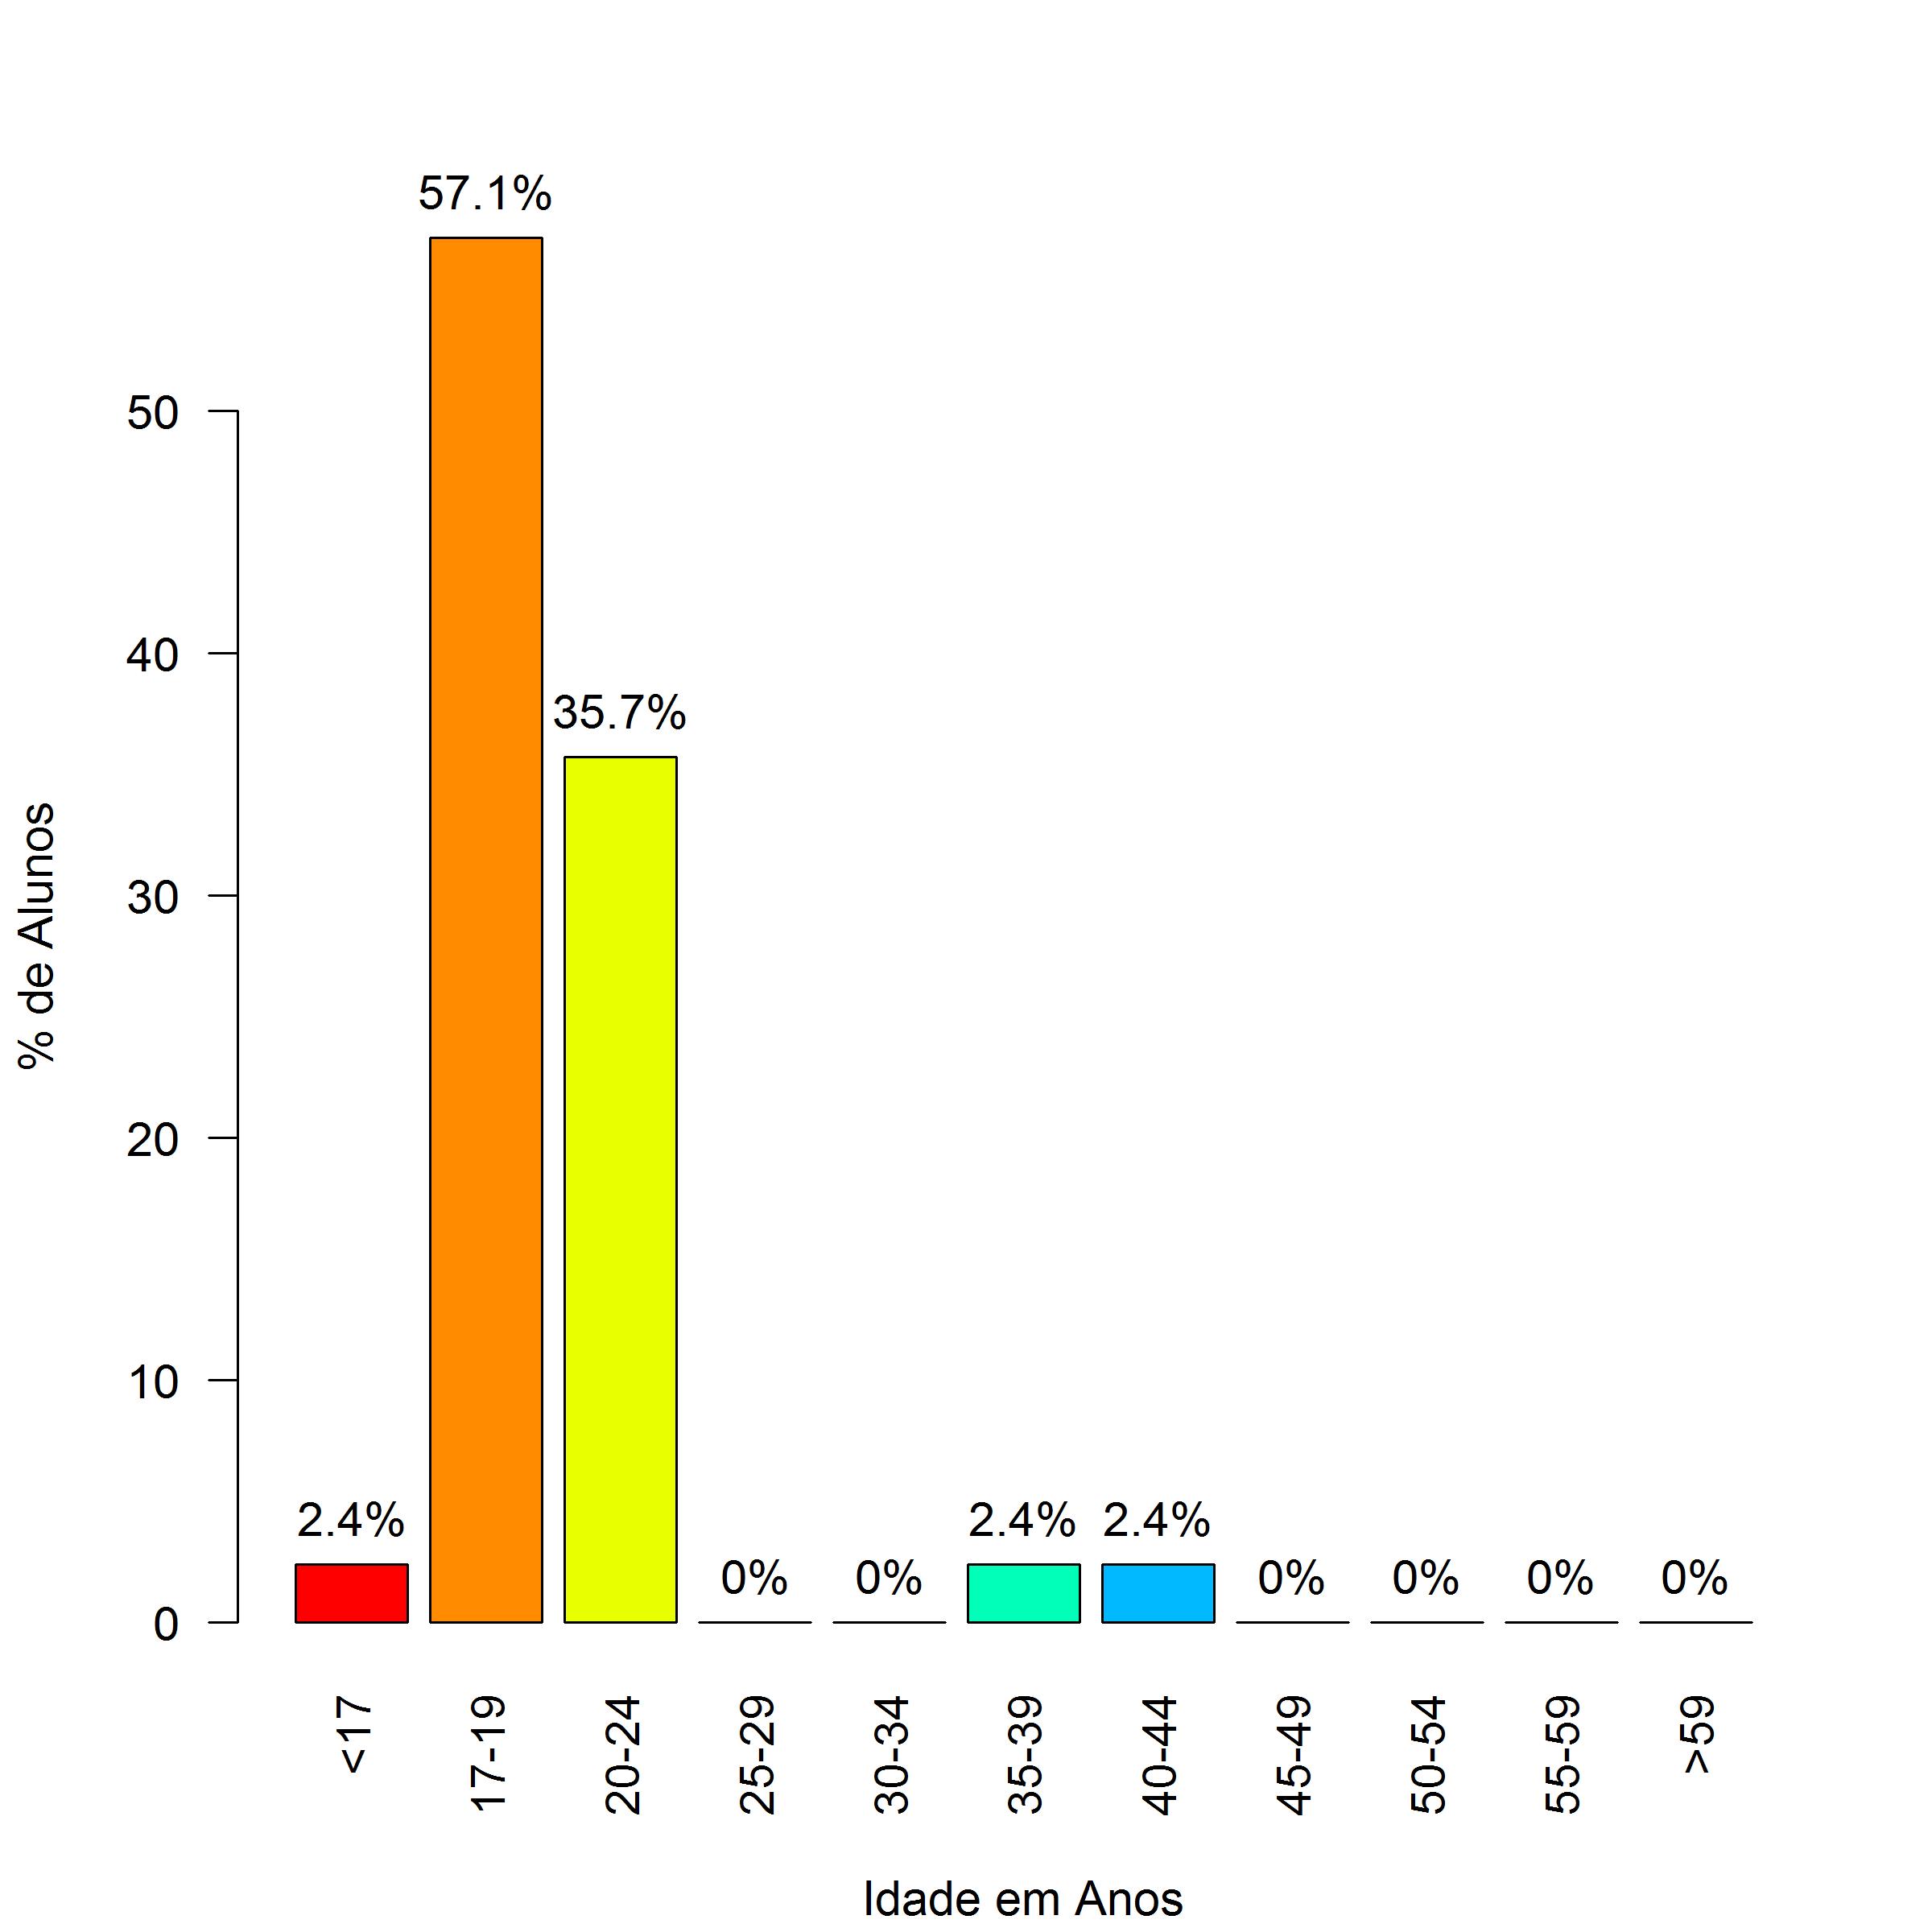 57.1%
50
40
35.7%
% de Alunos
30
20
10
2.4% 2.4% 2.4%
0% 0% 0% 0% 0% 0%
0
<17 17-19 20-24 25-29 30-34 35-39 40-44 45-49 50-54 55-59 >59
Idade em Anos